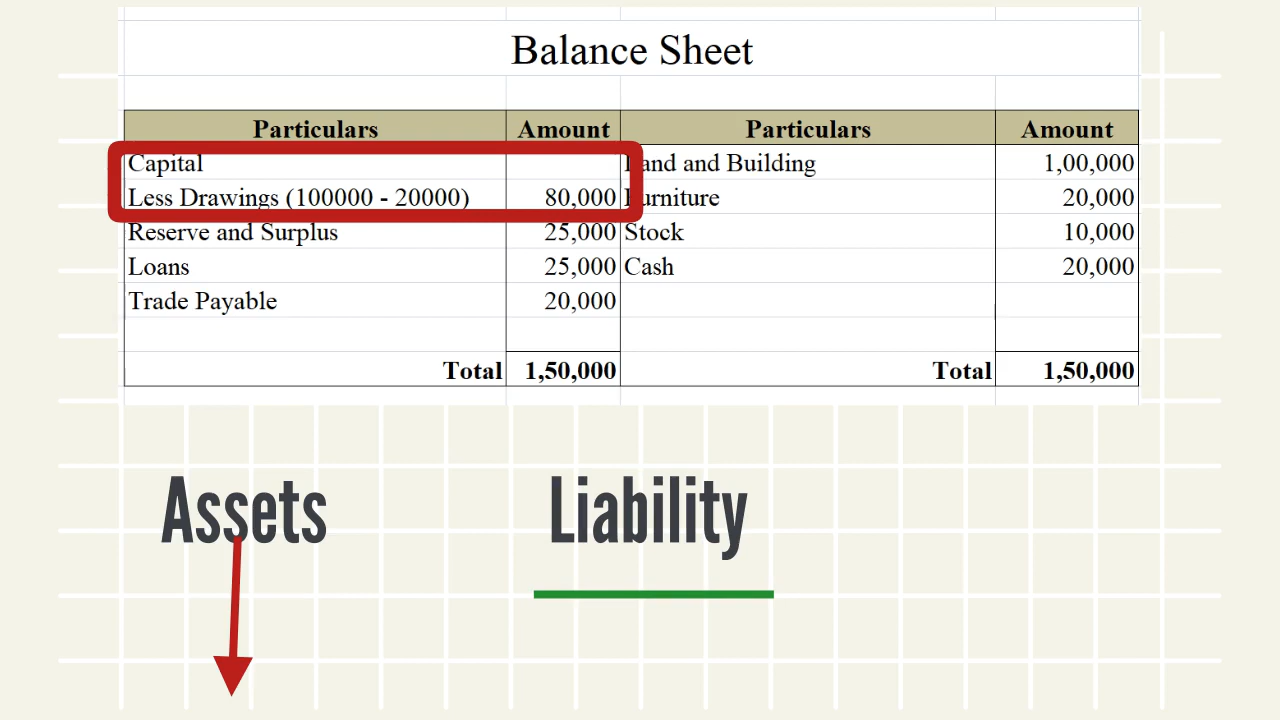 Balance Sheet
Particulars Amount Particulars Amount
Capital Land and Building 1,00,000
Less Drawings (100000 - 20000) 80,000 Furniture 20,000
Reserve and Surplus 25,000 Stock 10,000
Loans 25,000 Cash 20,000
Trade Payable 20,000
Total 1,50,000 Total 1,50,000
Assets Liability